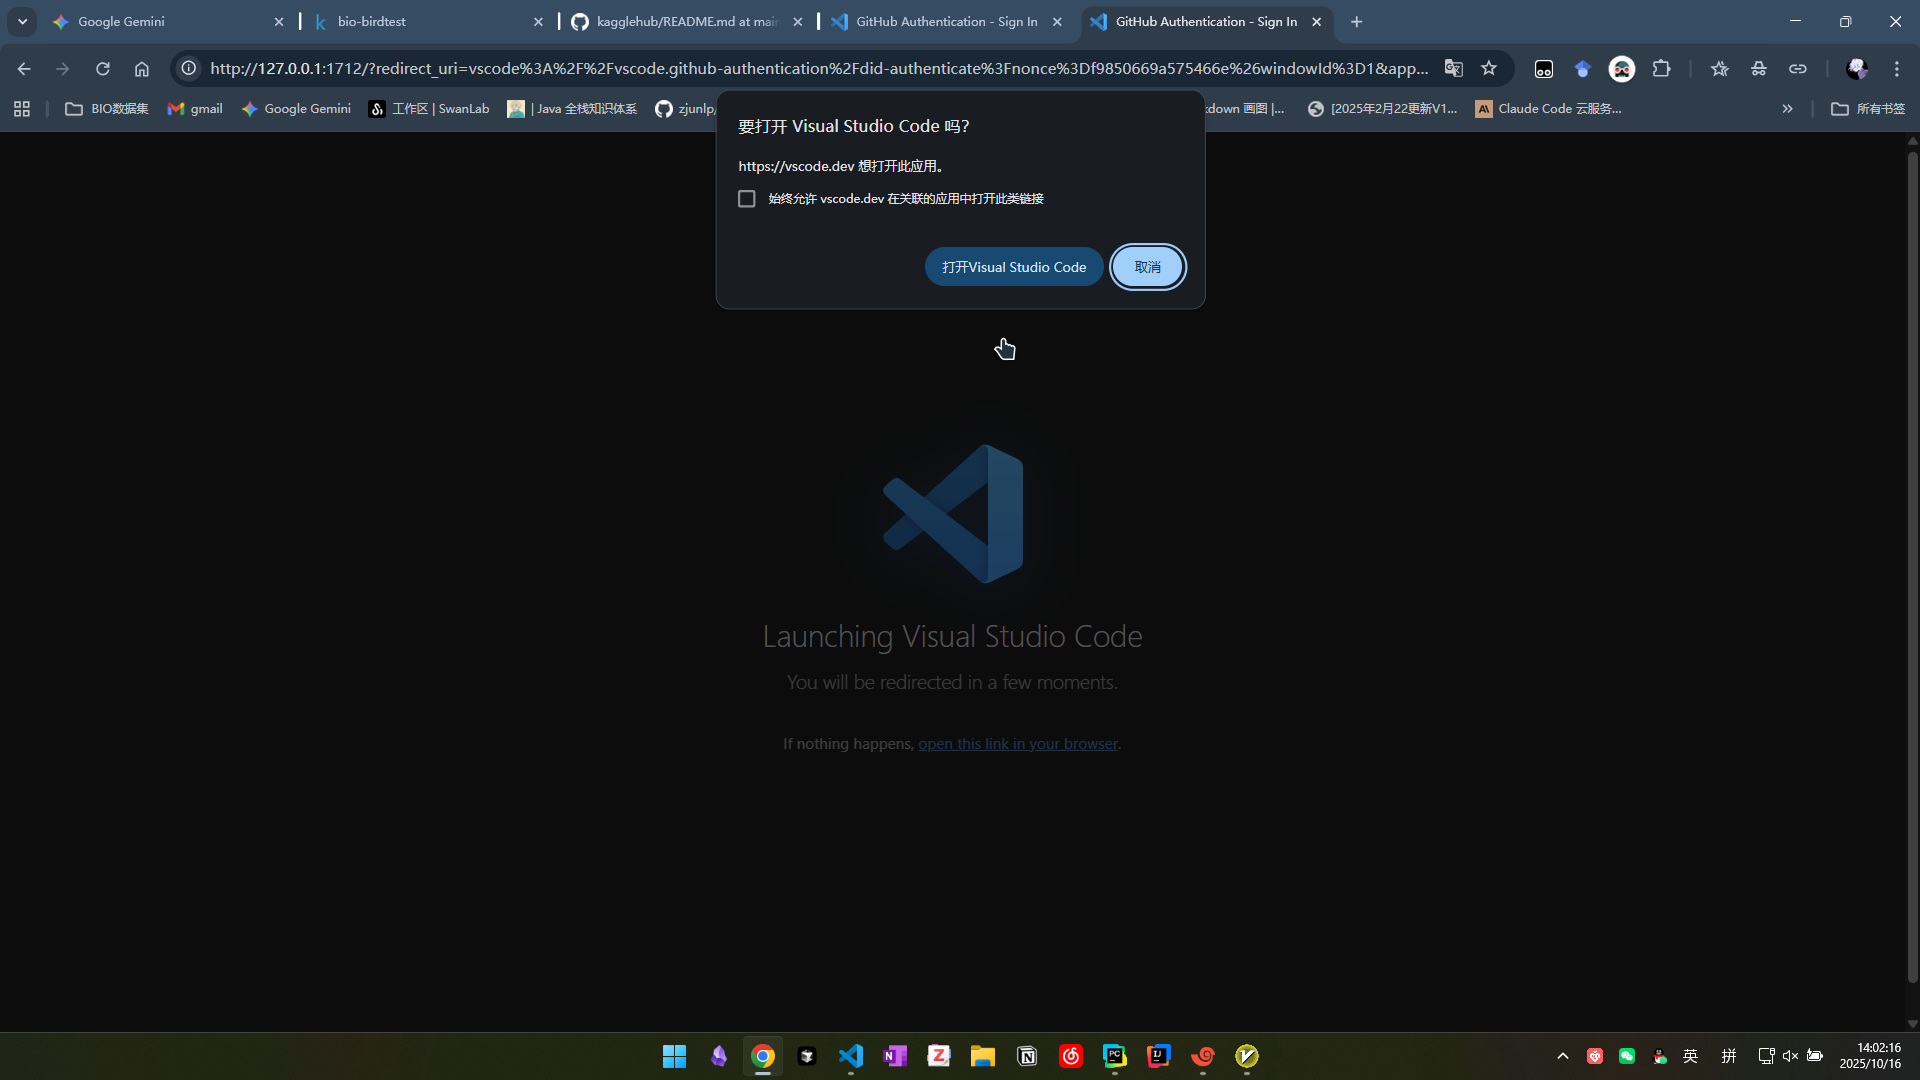 Google Gemini
bio-birdtest
kagglehub/README.md at mai
GitHub Authentication - Sign In
GitHub Authentication - Sign In
http://127.0.0.1:1712/?redirect_uri=vscode%3A%2F%2Fvscode.github-authentication%2Fdid-authenticate%3Fnonce%3Df9850669a575466e%26windowId%3D1&app...
BIO数据集
gmail
Google Gemini
工作区 | SwanLab
| Java 全栈知识体系
zjunlp/
down 画图 |...
[2025年2月22更新V1...
Claude Code 云服务...
所有书签
要打开 Visual Studio Code 吗?
https://vscode.dev 想打开此应用。
始终允许 vscode.dev 在关联的应用中打开此类链接
打开Visual Studio Code
取消
Launching Visual Studio Code
You will be redirected in a few moments.
If nothing happens, open this link in your browser.
英
拼
14:02:16
2025/10/16